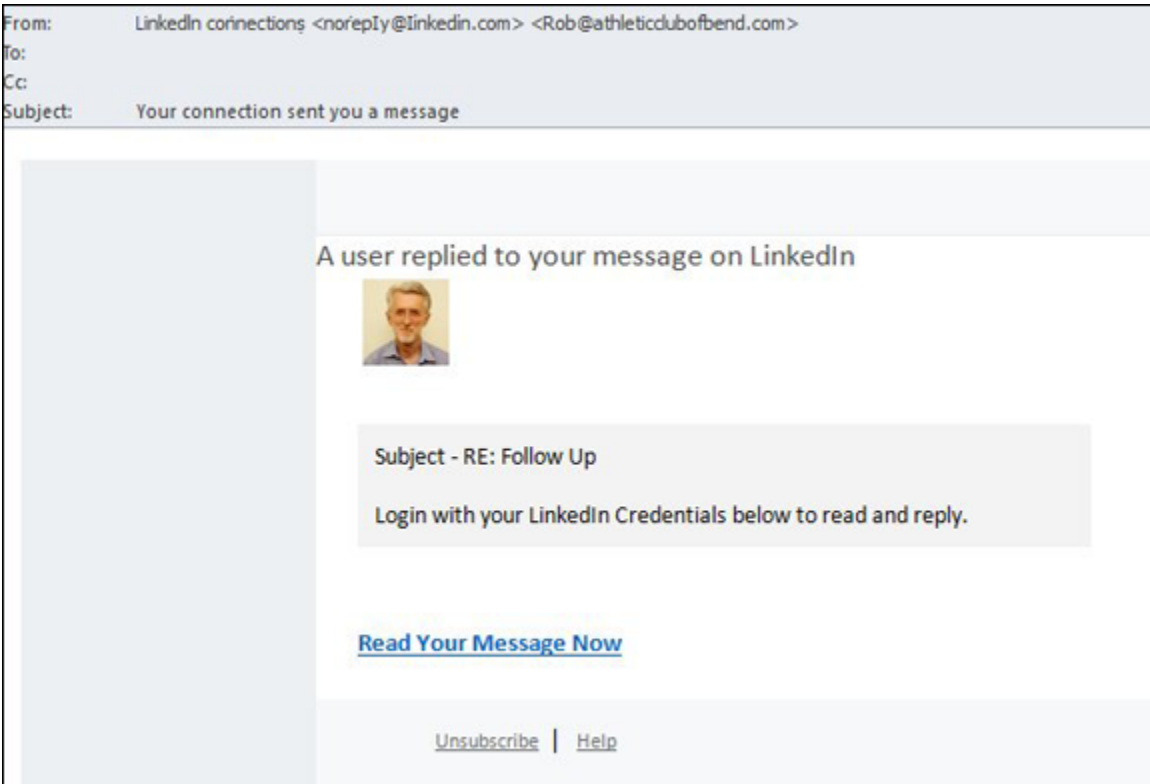 From: LinkedIn connections <norepIy@Iinkedin.com> <Rob@athleticclubofbend.com>
To:
Cc:
Subject: Your connection sent you a message
A user replied to your message on LinkedIn
Subject - RE: Follow Up
Login with your LinkedIn Credentials below to read and reply.
Read Your Message Now
Unsubscribe | Help